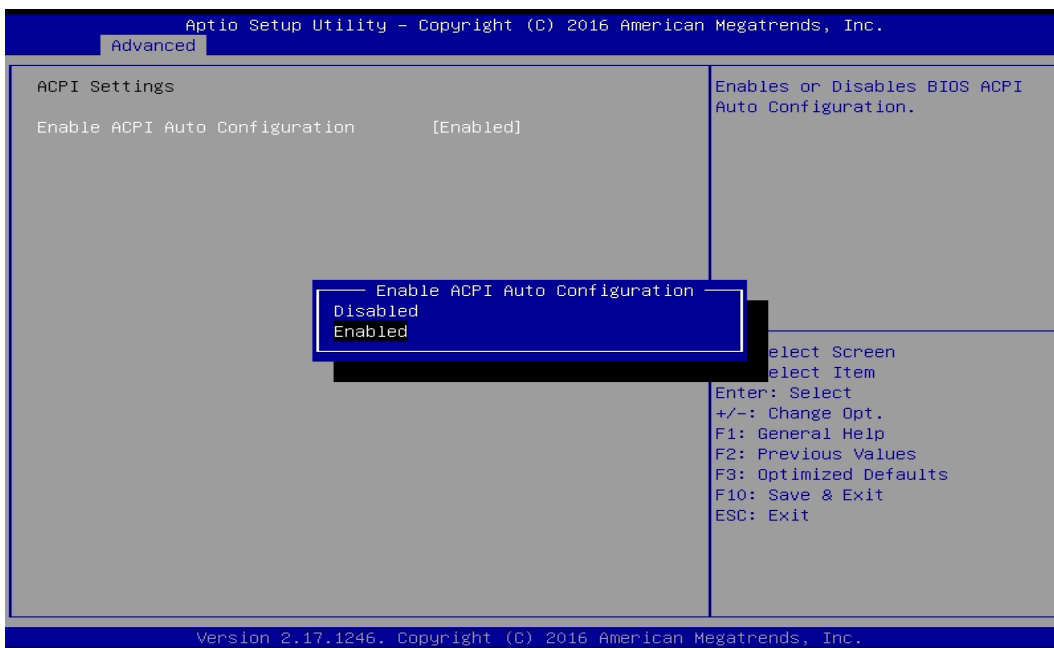 Aptio Setup Utility – Copyright (C) 2016 American Megatrends, Inc.
Advanced
ACPI Settings
Enable ACPI Auto Configuration [Enabled]
Enables or Disables BIOS ACPI
Auto Configuration.
Enable ACPI Auto Configuration
Disabled
Enabled
elect Screen
elect Item
Enter: Select
+/-: Change Opt.
F1: General Help
F2: Previous Values
F3: Optimized Defaults
F10: Save & Exit
ESC: Exit
Version 2.17.1246. Copyright (C) 2016 American Megatrends, Inc.